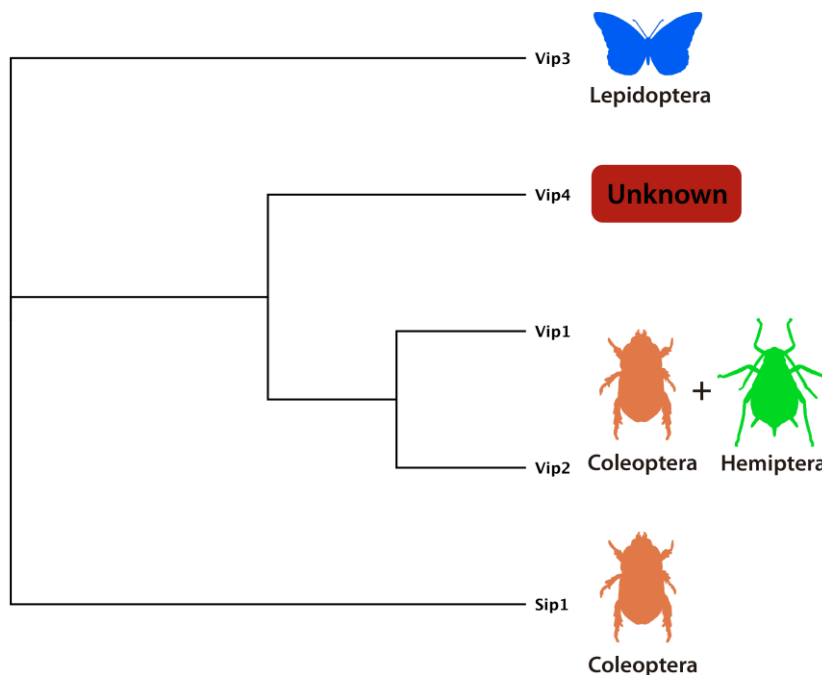 Vip3
Lepidoptera
Vip4
Unknown
Vip1
+
Vip2
Coleoptera
Hemiptera
Sip1
Coleoptera